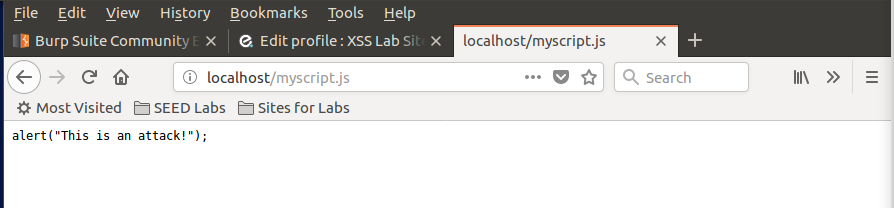 File Edit View History Bookmarks Tools Help
Burp Suite Community E Edit profile : XSS Lab Site localhost/myscript.js
localhost/myscript.js Search
Most Visited SEED Labs Sites for Labs
alert("This is an attack!");